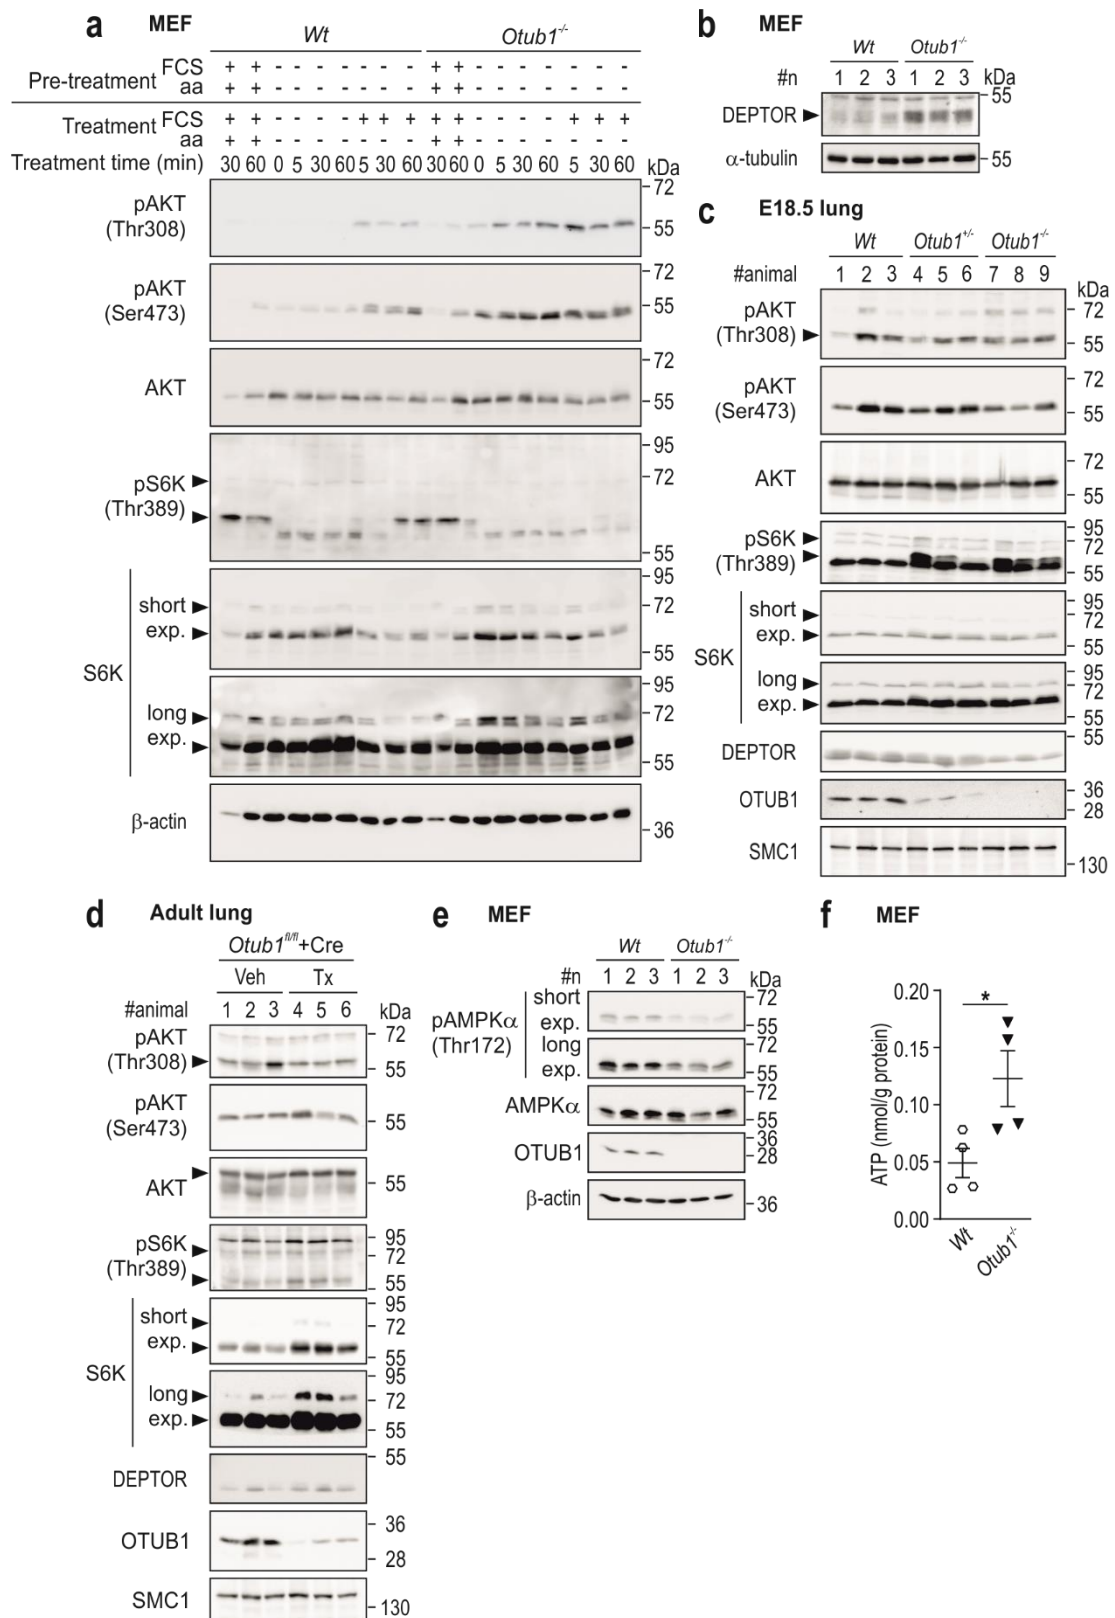 a MEF
Wt Otub1-/-
Pre-treatment FCS + + - - - - - - - + + - - - - - - -
aa + + - - - - - - - + + - - - - - - -
Treatment FCS + + - - - - + + + + + - - - - + + +
aa + + - - - - - - - + + - - - - - - -
Treatment time (min) 30 60 0 5 30 60 5 30 60 30 60 0 5 30 60 5 30 60 kDa
pAKT (Thr308) 72 55
pAKT (Ser473) 72 55
AKT 72 55
pS6K (Thr389) 95 72 55
S6K
short exp. 95 72 55
long exp. 95 72 55
β-actin 36
b MEF
Wt Otub1-/-
#n 1 2 3 1 2 3 kDa
DEPTOR 55
α-tubulin 55
c E18.5 lung
Wt Otub1+/- Otub1-/-
#animal 1 2 3 4 5 6 7 8 9 kDa
pAKT (Thr308) 72 55
pAKT (Ser473) 72 55
AKT 72 55
pS6K (Thr389) 95 72 55
S6K
short exp. 95 72 55
long exp. 95 72 55
DEPTOR 55
OTUB1 36 28
SMC1 130
d Adult lung
Otub1fl/fl+Cre
Veh Tx
#animal 1 2 3 4 5 6 kDa
pAKT (Thr308) 72 55
pAKT (Ser473) 55
AKT 55
pS6K (Thr389) 95 72 55
S6K
short exp. 95 72 55
long exp. 95 72 55
DEPTOR 55
OTUB1 36 28
SMC1 130
e MEF
Wt Otub1-/-
#n 1 2 3 1 2 3 kDa
pAMPKα (Thr172)
short exp. 72 55
long exp. 72 55
AMPKα 72 55
OTUB1 36 28
β-actin 36
f MEF
ATP (nmol/g protein)
0.20
0.15
0.10
0.05
0.00
*
Wt
Otub1-/-